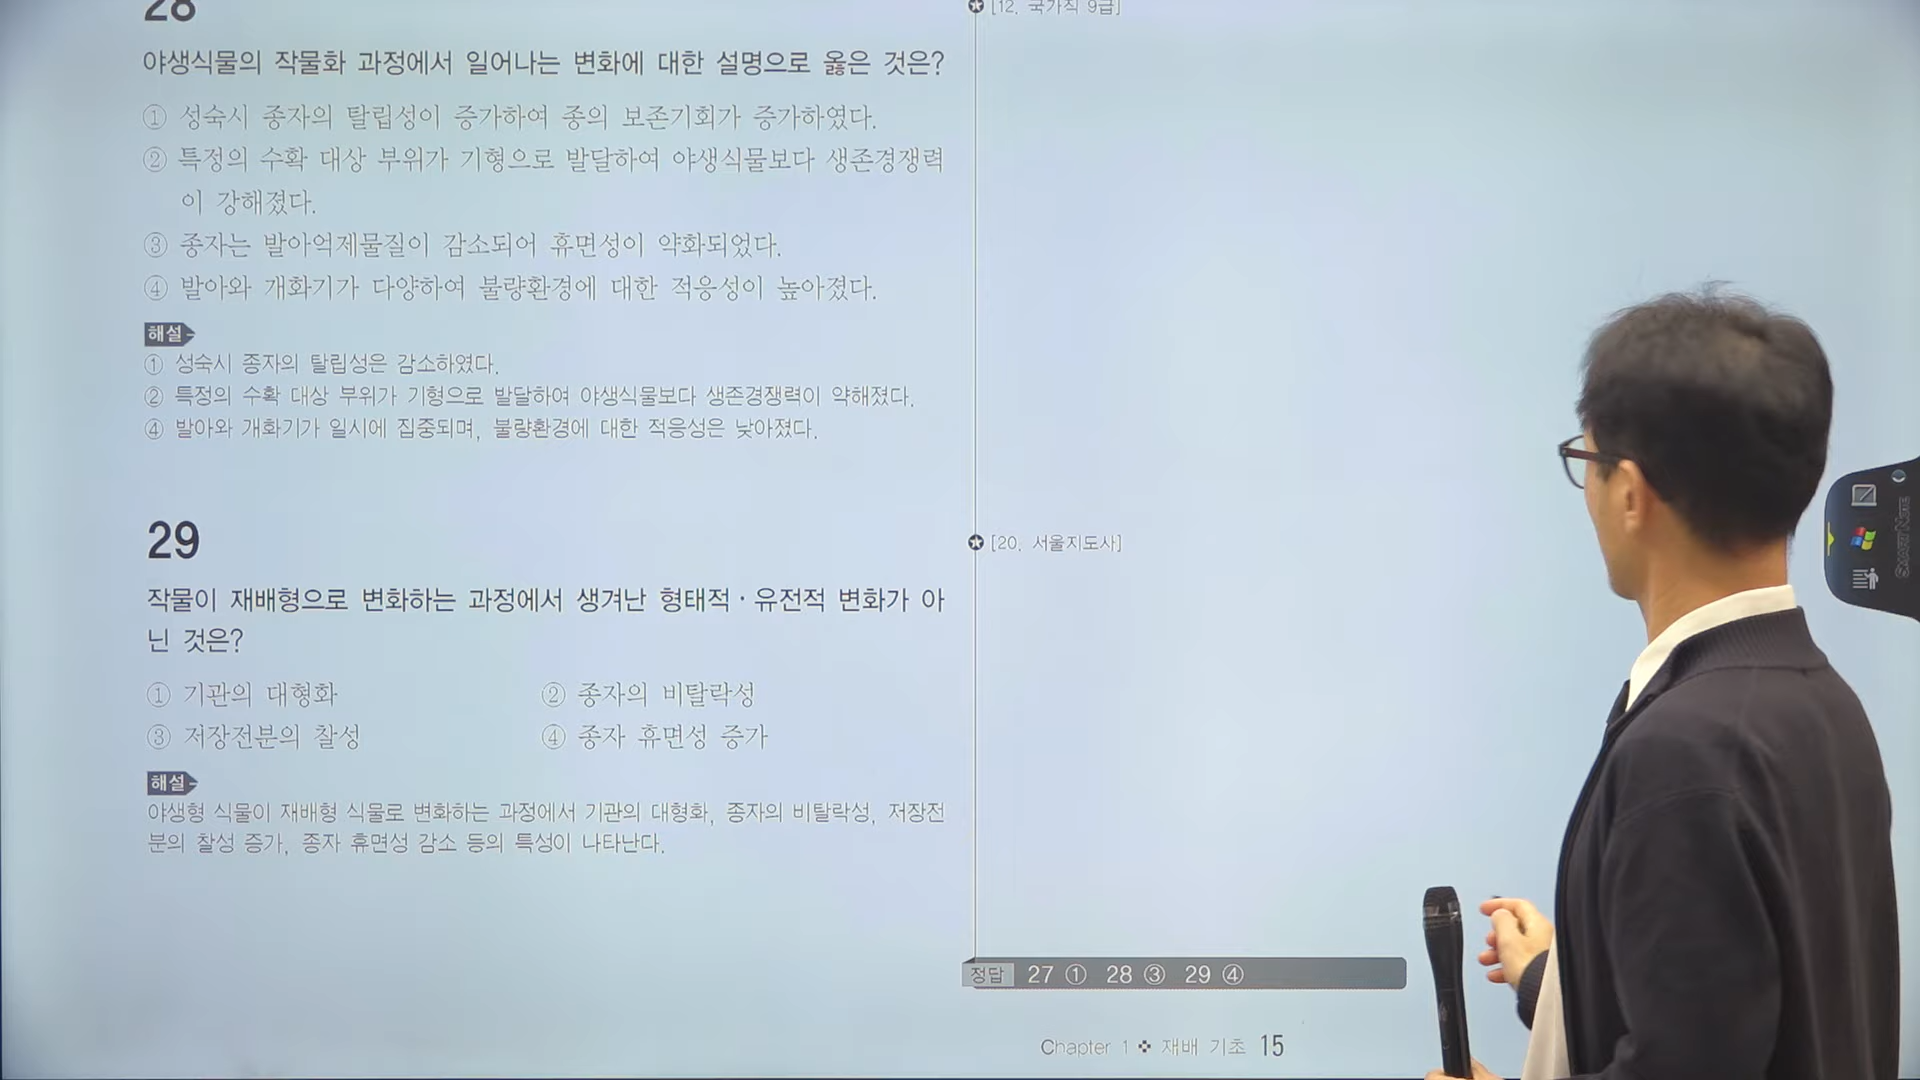 28
[12. 국가직 9급]
야생식물의 작물화 과정에서 일어나는 변화에 대한 설명으로 옳은 것은?
① 성숙시 종자의 탈립성이 증가하여 종의 보존기회가 증가하였다.
② 특정의 수확 대상 부위가 기형으로 발달하여 야생식물보다 생존경쟁력
이 강해졌다.
③ 종자는 발아억제물질이 감소되어 휴면성이 약화되었다.
④ 발아와 개화기가 다양하여 불량환경에 대한 적응성이 높아졌다.
해설
① 성숙시 종자의 탈립성은 감소하였다.
② 특정의 수확 대상 부위가 기형으로 발달하여 야생식물보다 생존경쟁력이 약해졌다.
④ 발아와 개화기가 일시에 집중되며, 불량환경에 대한 적응성은 낮아졌다.
29
[20. 서울지도사]
작물이 재배형으로 변화하는 과정에서 생겨난 형태적·유전적 변화가 아
닌 것은?
① 기관의 대형화 ② 종자의 비탈락성
③ 저장전분의 찰성 ④ 종자 휴면성 증가
해설
야생형 식물이 재배형 식물로 변화하는 과정에서 기관의 대형화, 종자의 비탈락성, 저장전
분의 찰성 증가, 종자 휴면성 감소 등의 특성이 나타난다.
정답 27 ① 28 ③ 29 ④
Chapter 1 재배 기초 15
SMART NOTE